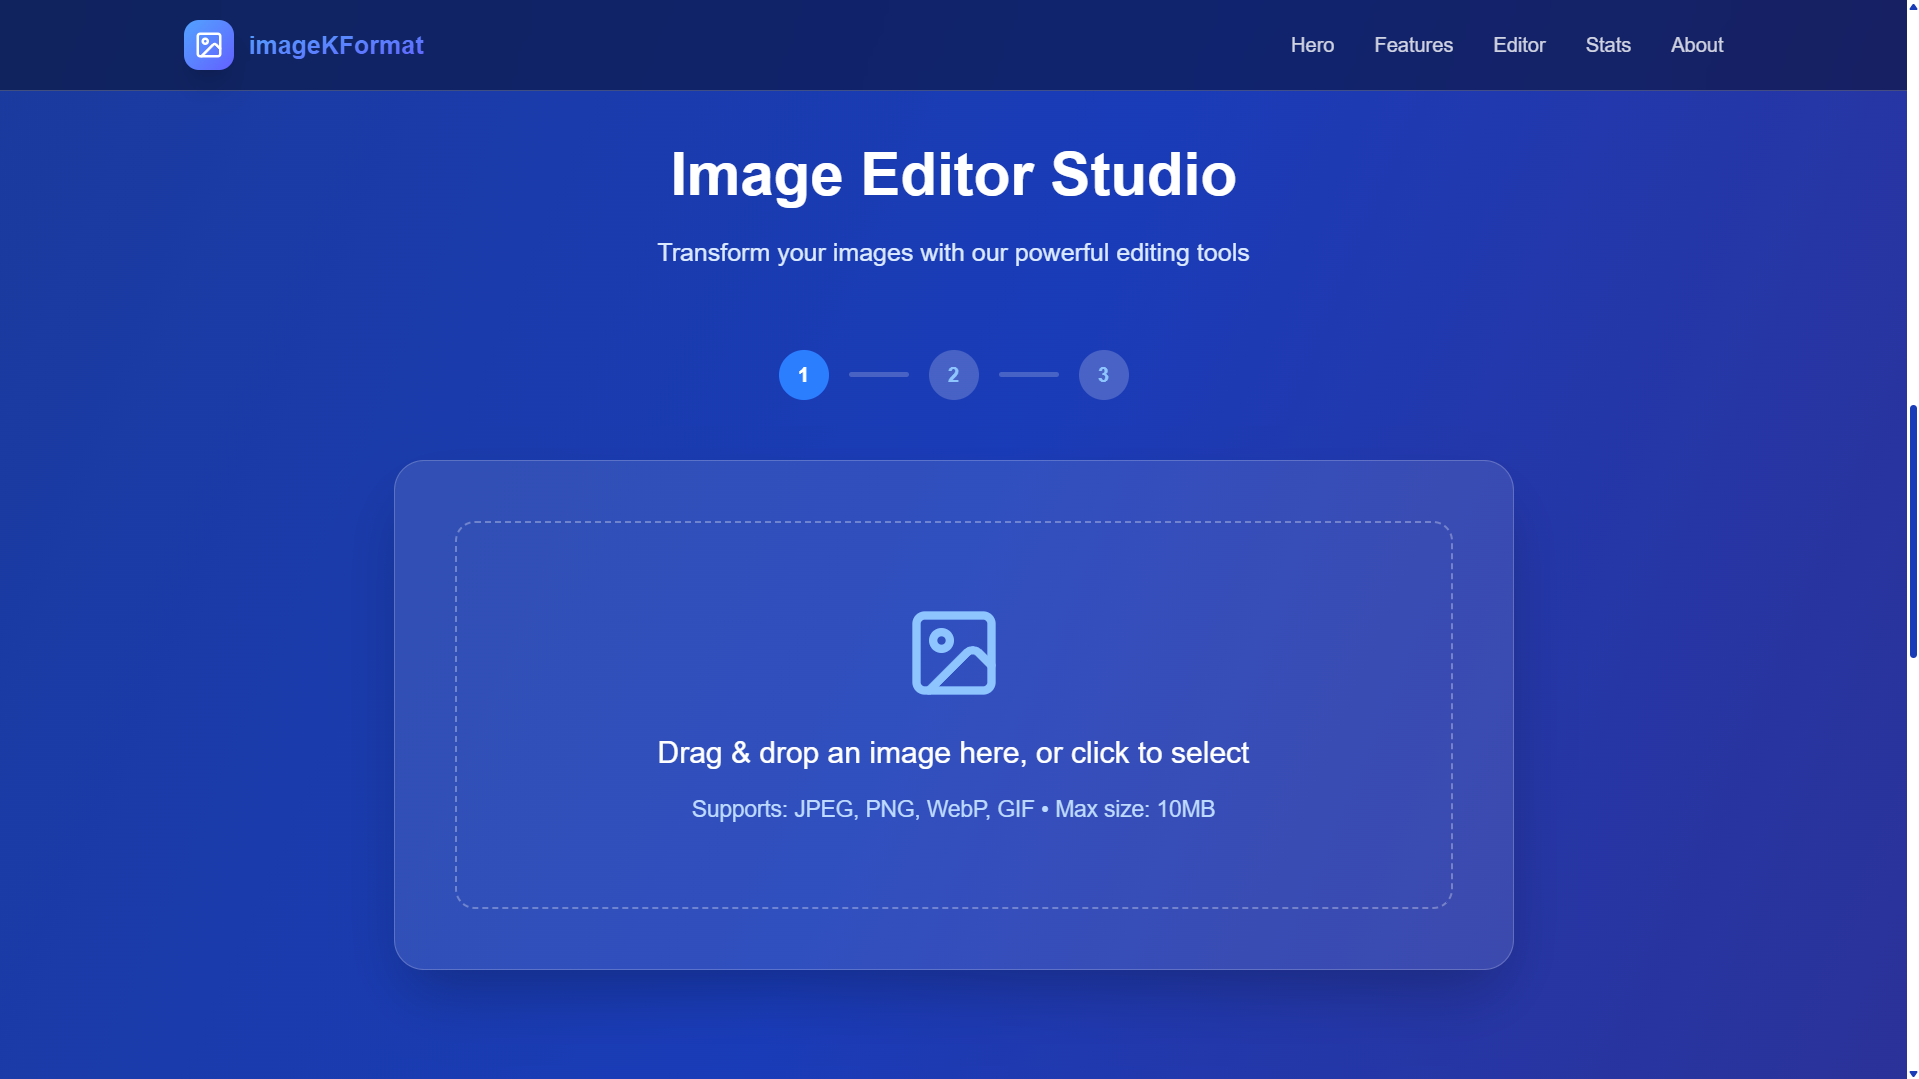 imageKFormat
Hero Features Editor Stats About
Image Editor Studio
Transform your images with our powerful editing tools
1 2 3
Drag & drop an image here, or click to select
Supports: JPEG, PNG, WebP, GIF • Max size: 10MB